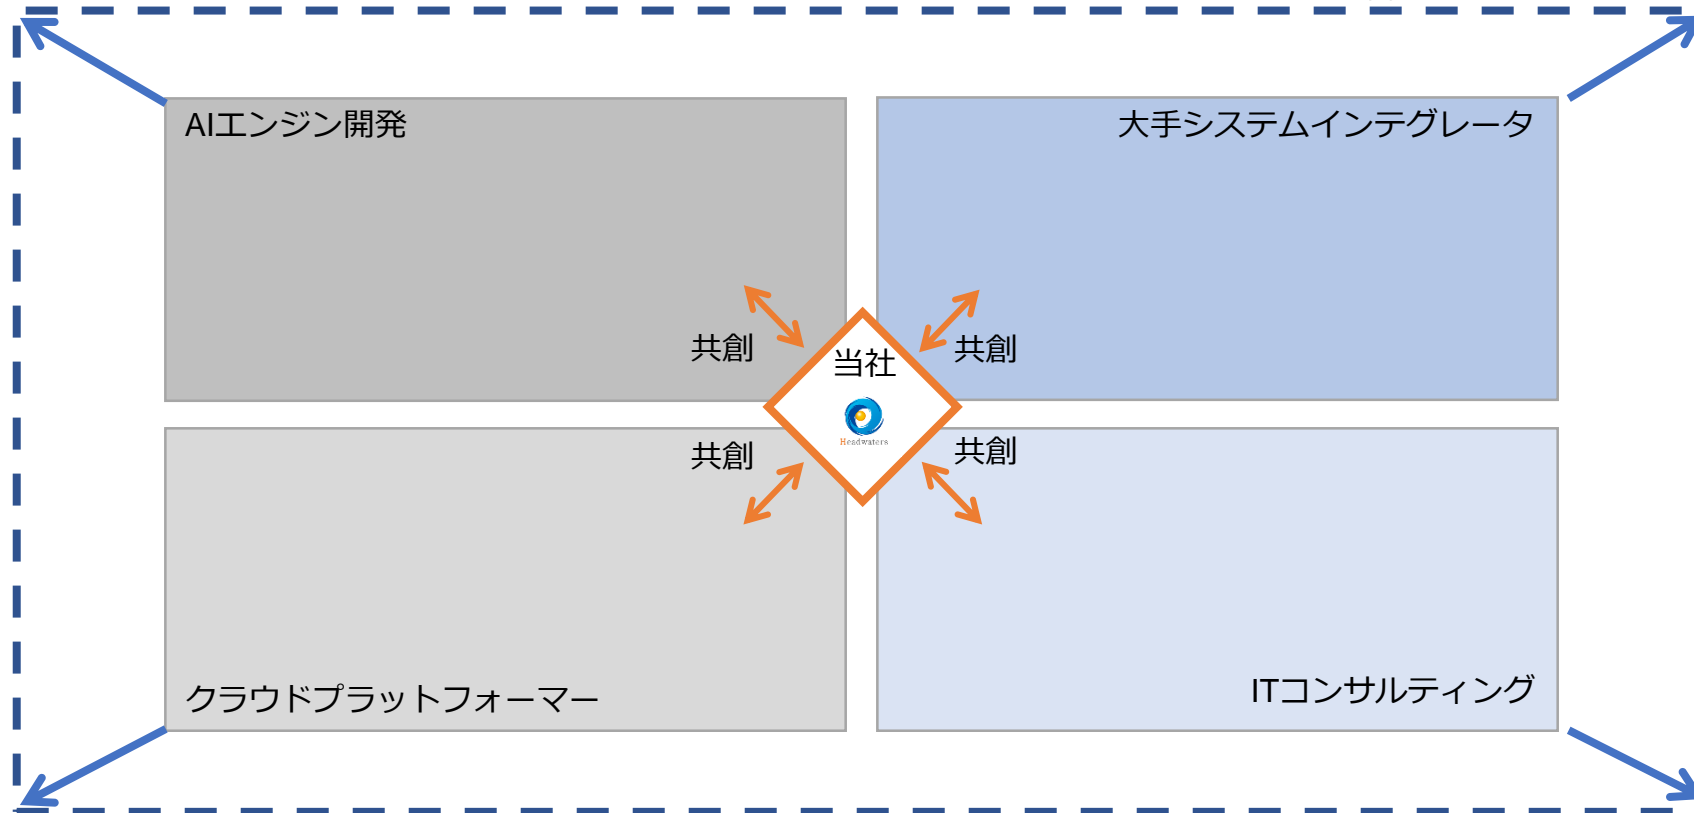 AIエンジン開発
大手システムインテグレータ
共創
当社
共創
Headwaters
共創
共創
クラウドプラットフォーマー
ITコンサルティング